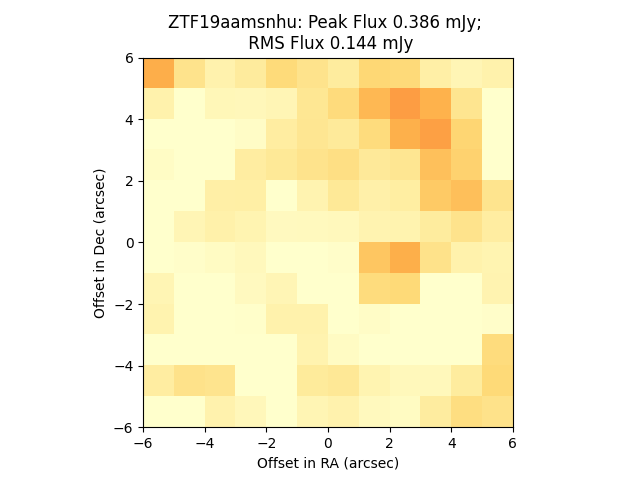 ZTF19aamsnhu: Peak Flux 0.386 mJy;
RMS Flux 0.144 mJy
6
4
2
0
−2
−4
−6
Offset in Dec (arcsec)
−6 −4 −2 0 2 4 6
Offset in RA (arcsec)